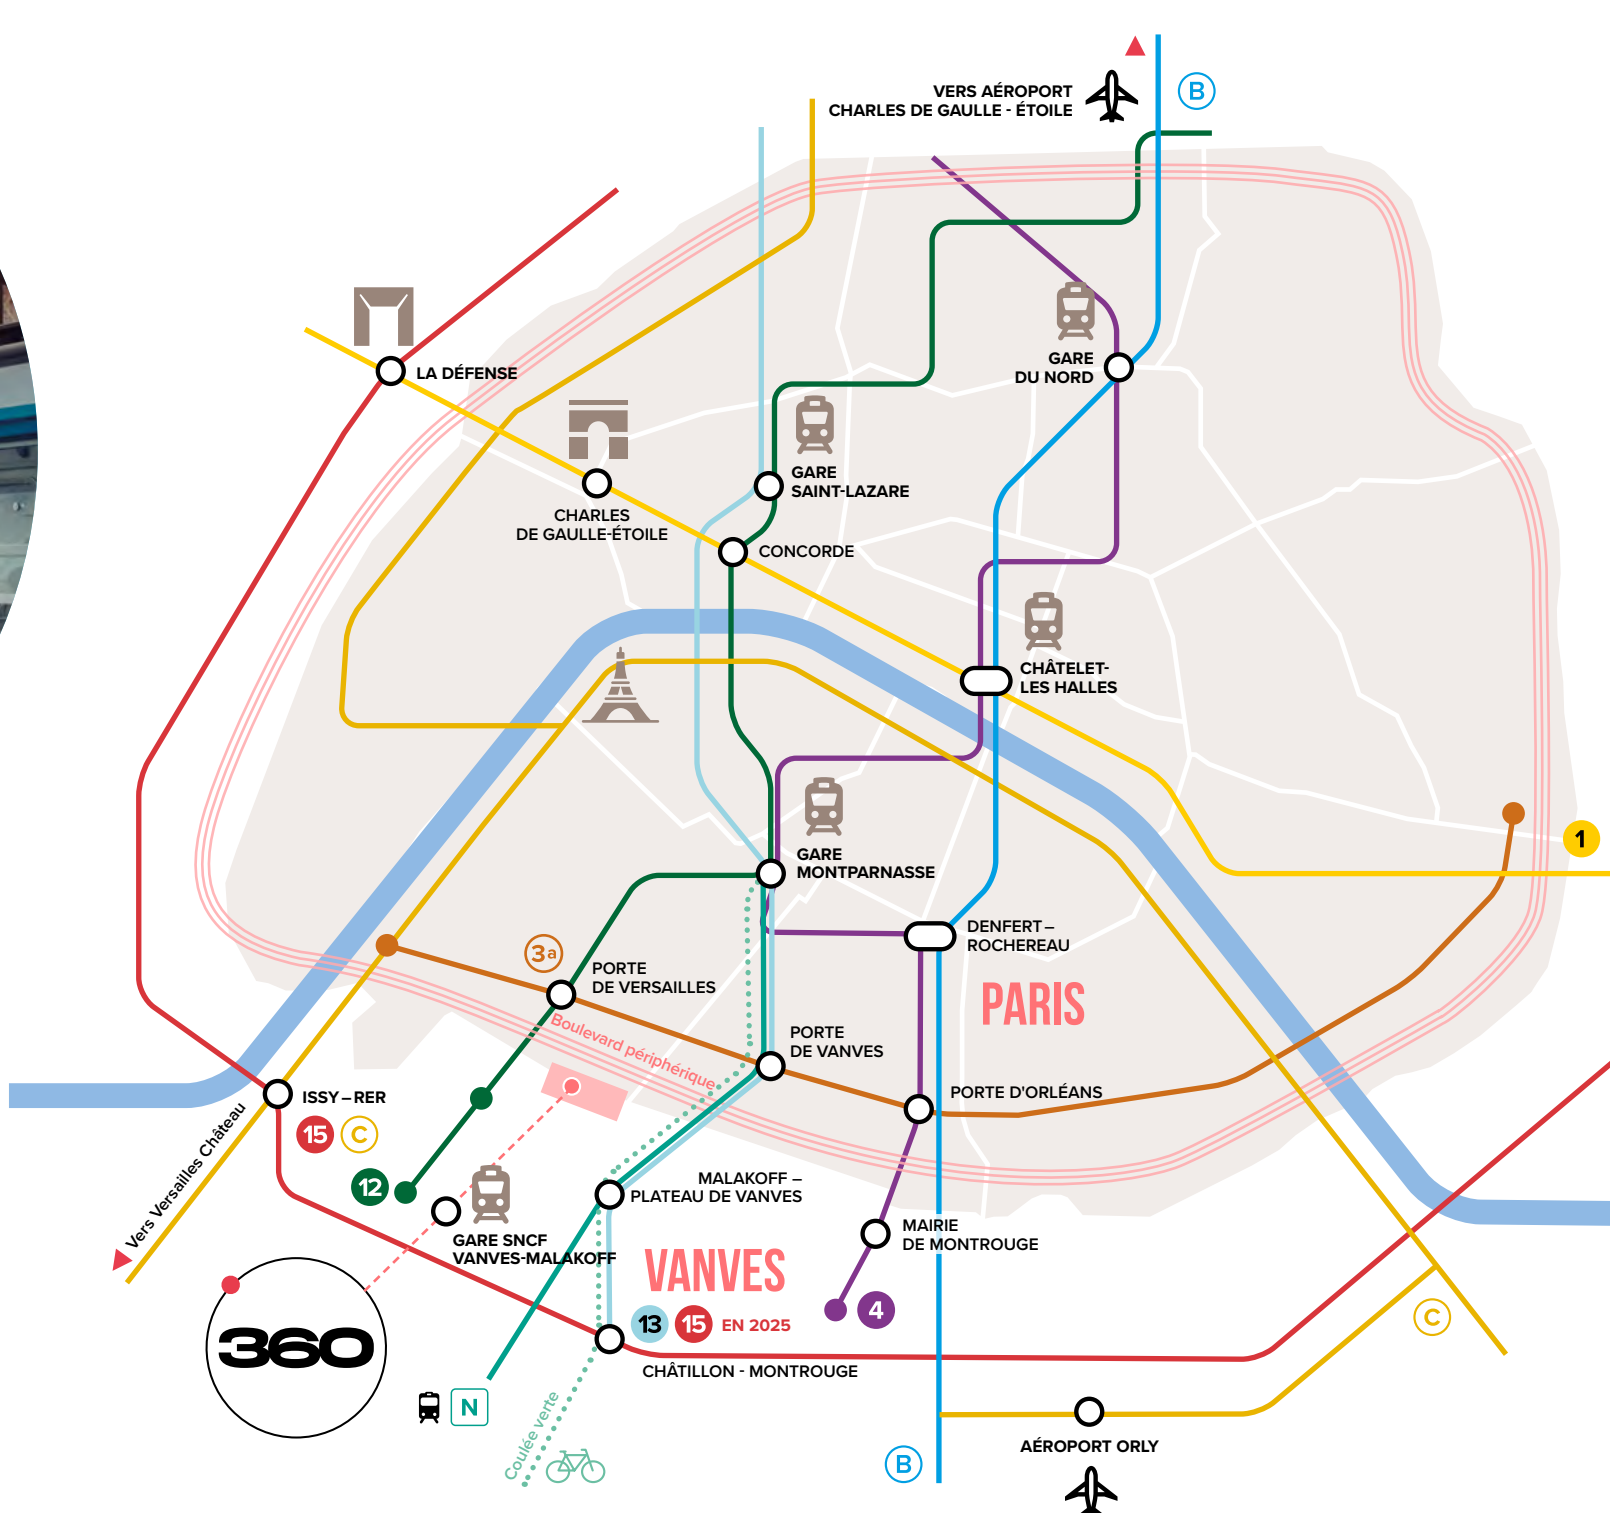 VERS AÉROPORT
CHARLES DE GAULLE - ÉTOILE
B
LA DÉFENSE
GARE
DU NORD
GARE
SAINT-LAZARE
CHARLES
DE GAULLE-ÉTOILE
CONCORDE
CHÂTELET-
LES HALLES
1
GARE
MONTPARNASSE
DENFERT –
ROCHEREAU
3a
PORTE
DE VERSAILLES
PARIS
Boulevard périphérique
PORTE
DE VANVES
PORTE D'ORLÉANS
ISSY – RER
15
C
Vers Versailles Château
12
MALAKOFF –
PLATEAU DE VANVES
GARE SNCF
VANVES-MALAKOFF
MAIRIE
DE MONTROUGE
VANVES
13
15
EN 2025
4
C
360
CHÂTILLON - MONTROUGE
N
Coulée verte
AÉROPORT ORLY
B